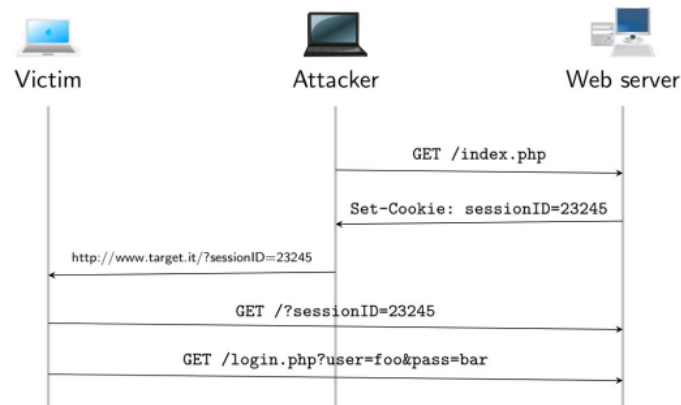 Victim
Attacker
Web server
GET /index.php
Set-Cookie: sessionID=23245
http://www.target.it/?sessionID=23245
GET /?sessionID=23245
GET /login.php?user=foo&pass=bar